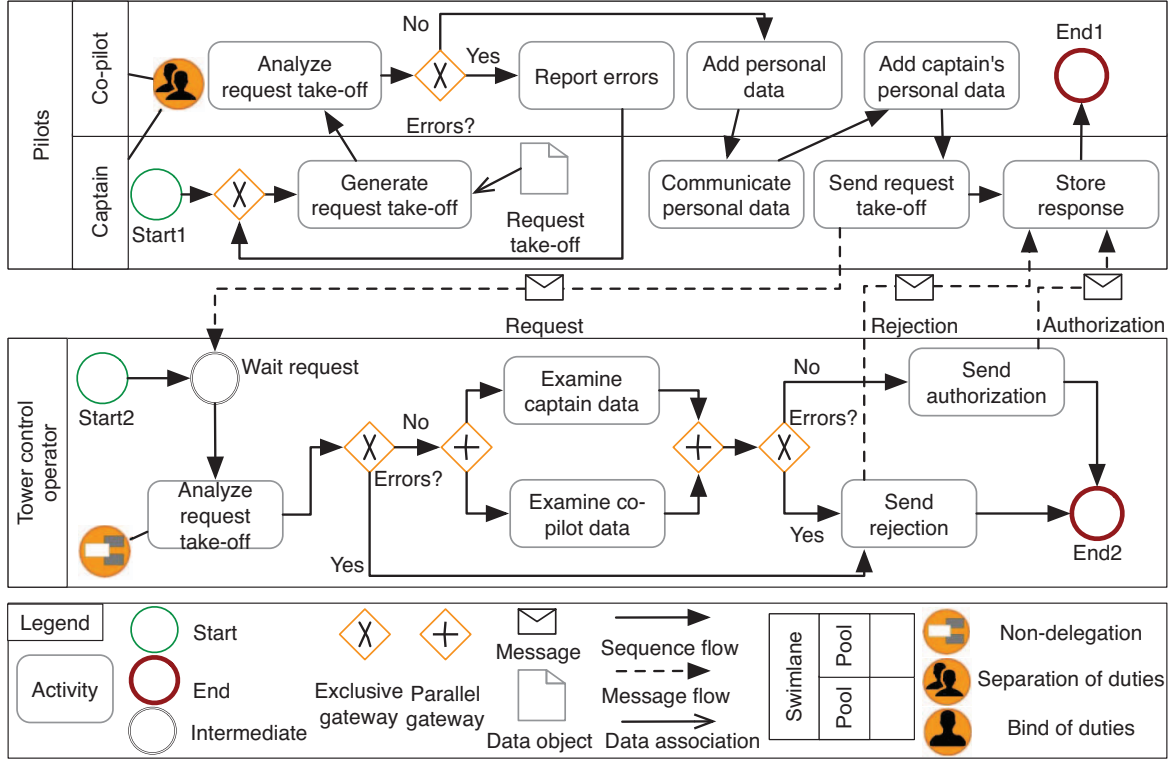 Pilots
Co-pilot
Captain
No
End1
Analyze
request take-off
Yes
Report errors
Add personal
data
Add captain's
personal data
Errors?
Start1
Generate
request take-off
Request
take-off
Communicate
personal data
Send request
take-off
Store
response
Request
Rejection
Authorization
Tower control
operator
Start2
Wait request
Examine
captain data
No
Send
authorization
No
Errors?
Errors?
Analyze
request
take-off
Examine co-
pilot data
Yes
Send
rejection
End2
Yes
Legend
Start
Activity
End
Intermediate
Exclusive
gateway
Parallel
gateway
Message
Data object
Sequence flow
Message flow
Data association
Swimlane
Pool
Pool
Non-delegation
Separation of duties
Bind of duties